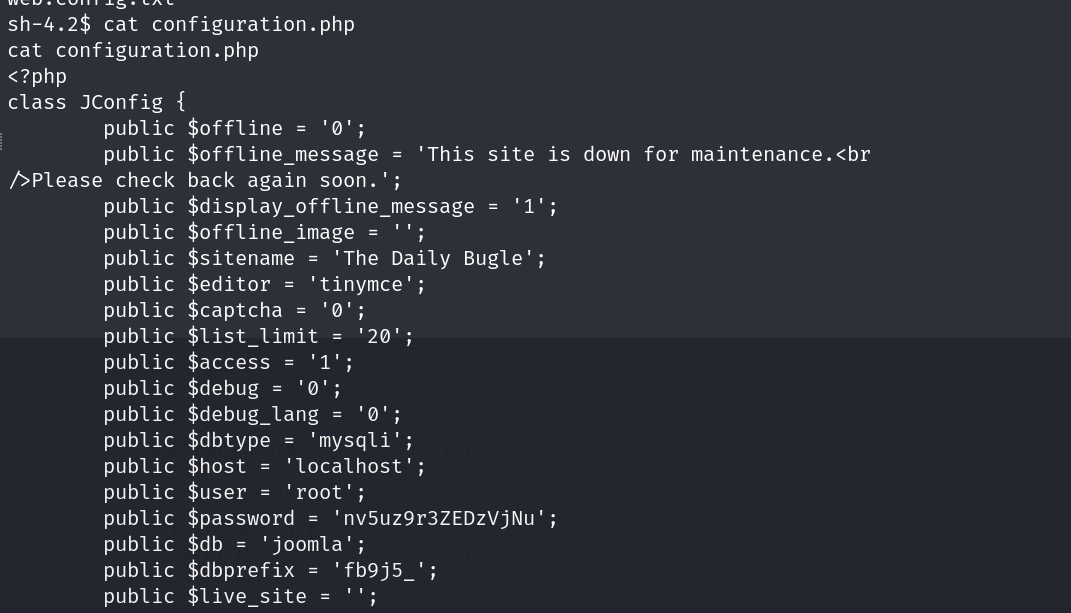 web.config.txt
sh-4.2$ cat configuration.php
cat configuration.php
<?php
class JConfig {
        public $offline = '0';
        public $offline_message = 'This site is down for maintenance.<br
/>Please check back again soon.';
        public $display_offline_message = '1';
        public $offline_image = '';
        public $sitename = 'The Daily Bugle';
        public $editor = 'tinymce';
        public $captcha = '0';
        public $list_limit = '20';
        public $access = '1';
        public $debug = '0';
        public $debug_lang = '0';
        public $dbtype = 'mysqli';
        public $host = 'localhost';
        public $user = 'root';
        public $password = 'nv5uz9r3ZEDzVjNu';
        public $db = 'joomla';
        public $dbprefix = 'fb9j5_';
        public $live_site = '';